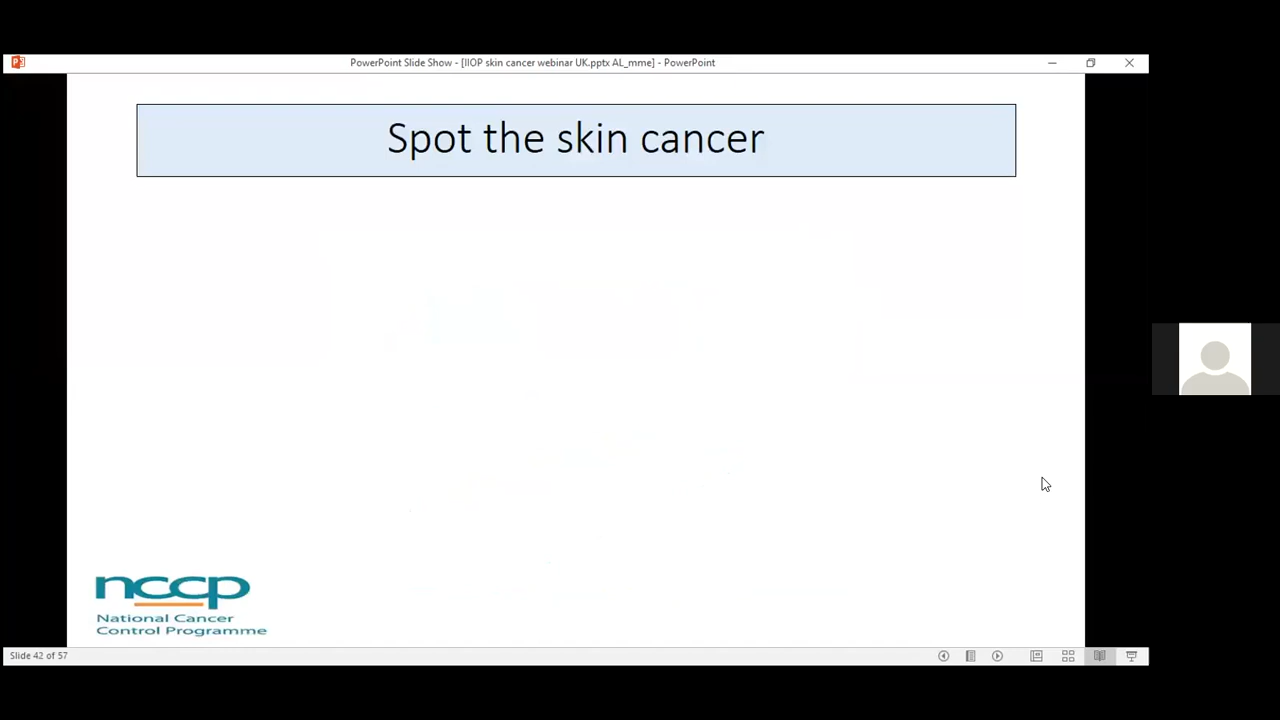 PowerPoint Slide Show - [IIOP skin cancer webinar UK.pptx AL_mme] - PowerPoint
Spot the skin cancer
nccp
National Cancer
Control Programme
Slide 42 of 57